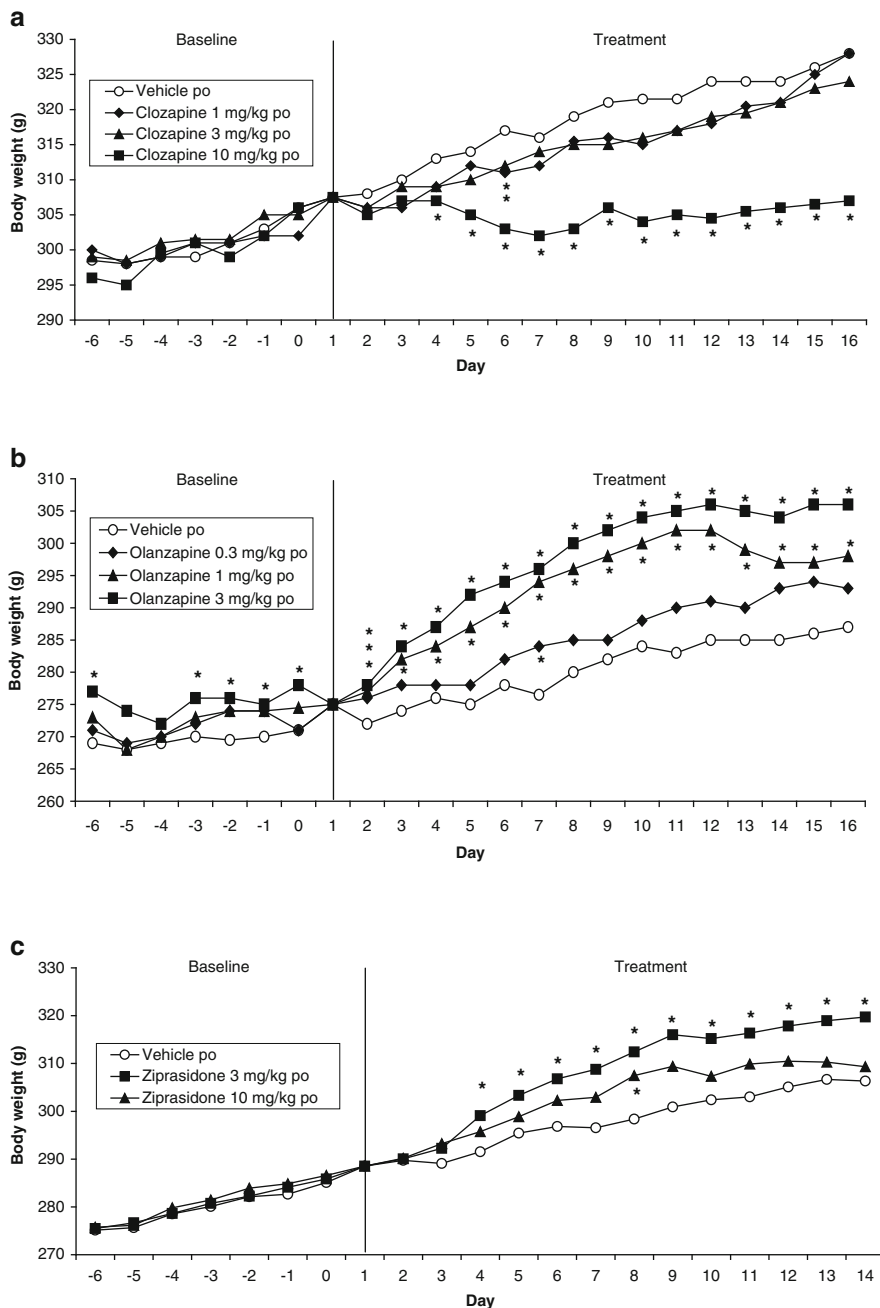 a
Baseline Treatment
Body weight (g)
330
325
320
315
310
305
300
295
290
Vehicle po
Clozapine 1 mg/kg po
Clozapine 3 mg/kg po
Clozapine 10 mg/kg po
* *
* * * * * * * * * * * * *
-6 -5 -4 -3 -2 -1 0 1 2 3 4 5 6 7 8 9 10 11 12 13 14 15 16
Day
b
Baseline Treatment
Body weight (g)
310
305
300
295
290
285
280
275
270
265
260
Vehicle po
Olanzapine 0.3 mg/kg po
Olanzapine 1 mg/kg po
Olanzapine 3 mg/kg po
* * * * *
* * * * * * * * * * * * * * *
* * * * * * * * * * * * * * *
*
-6 -5 -4 -3 -2 -1 0 1 2 3 4 5 6 7 8 9 10 11 12 13 14 15 16
Day
c
Baseline Treatment
Body weight (g)
330
320
310
300
290
280
270
Vehicle po
Ziprasidone 3 mg/kg po
Ziprasidone 10 mg/kg po
* * * * * * * * * * *
*
-6 -5 -4 -3 -2 -1 0 1 2 3 4 5 6 7 8 9 10 11 12 13 14
Day